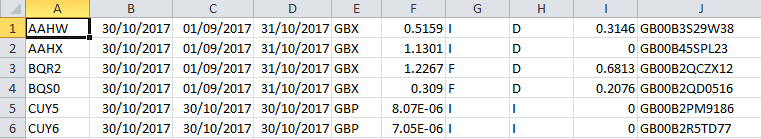 A B C D E F G H I J
1 AAHW 30/10/2017 01/09/2017 31/10/2017 GBX 0.5159 I D 0.3146 GB00B3S29W38
2 AAHX 30/10/2017 01/09/2017 31/10/2017 GBX 1.1301 I D 0 GB00B45SPL23
3 BQR2 30/10/2017 01/09/2017 31/10/2017 GBX 1.2267 F D 0.6813 GB00B2QCZX12
4 BQS0 30/10/2017 01/09/2017 31/10/2017 GBX 0.309 F D 0.2076 GB00B2QD0516
5 CUY5 30/10/2017 30/10/2017 30/10/2017 GBP 8.07E-06 I I 0 GB00B2PM9186
6 CUY6 30/10/2017 30/10/2017 30/10/2017 GBP 7.05E-06 I I 0 GB00B2R5TD77